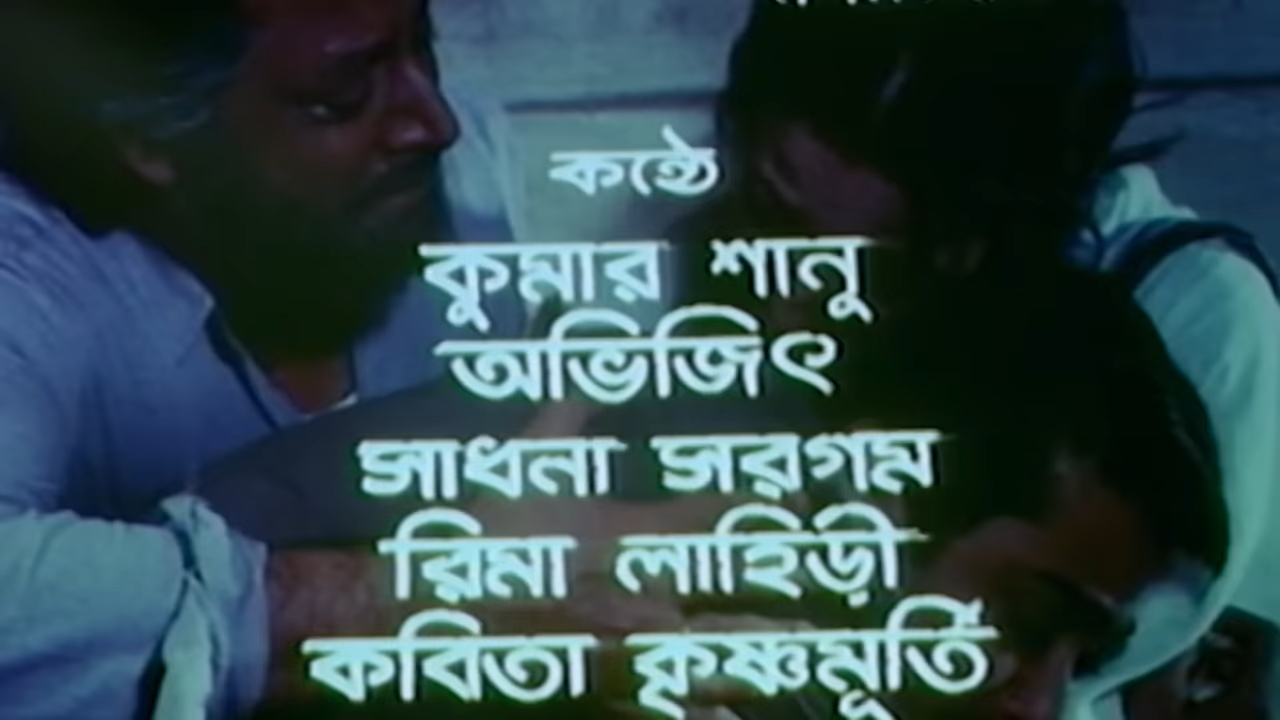 কন্ঠে
কুমার শানু
অভিজিৎ
সাধনা সরগম
রিমা লাহিড়ী
কবিতা কৃষ্ণমূর্তি